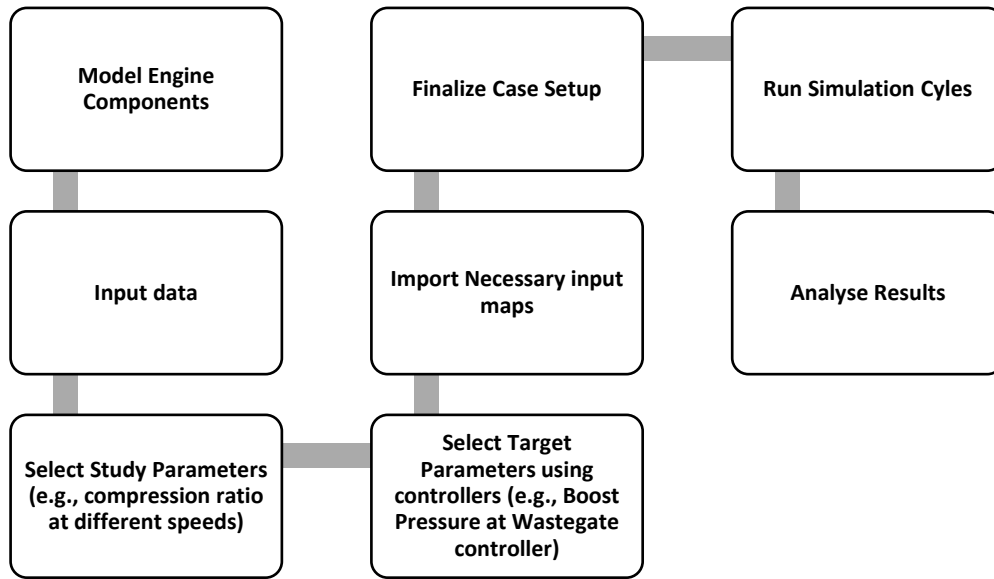 Model Engine
Components
Input data
Select Study Parameters
(e.g., compression ratio
at different speeds)
Select Target
Parameters using
controllers (e.g., Boost
Pressure at Wastegate
controller)
Import Necessary input
maps
Finalize Case Setup
Run Simulation Cyles
Analyse Results